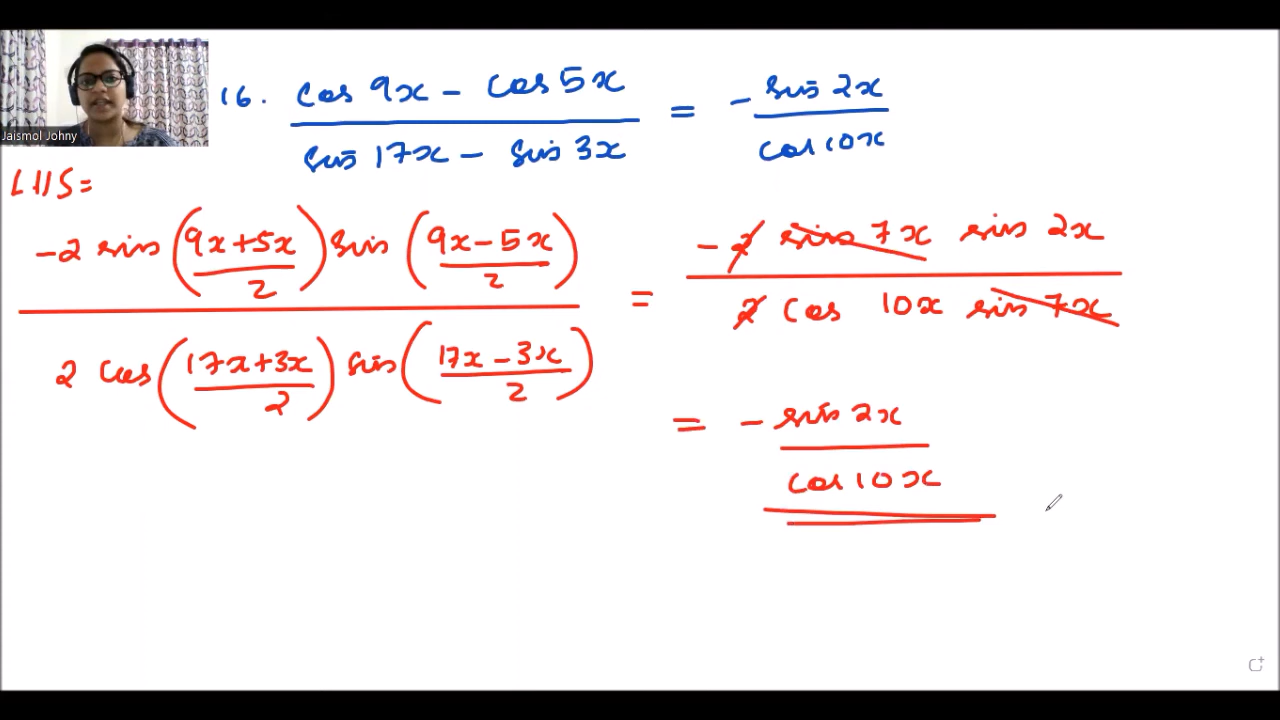 Jaismol Johny
16. cos 9x - cos 5x / sin 17x - sin 3x = - sin 2x / cos 10x
LHS =
-2 sin (9x+5x / 2) sin (9x-5x / 2) / 2 cos (17x+3x / 2) sin (17x-3x / 2) = -2 sin 7x sin 2x / 2 cos 10x sin 7x
= - sin 2x / cos 10x